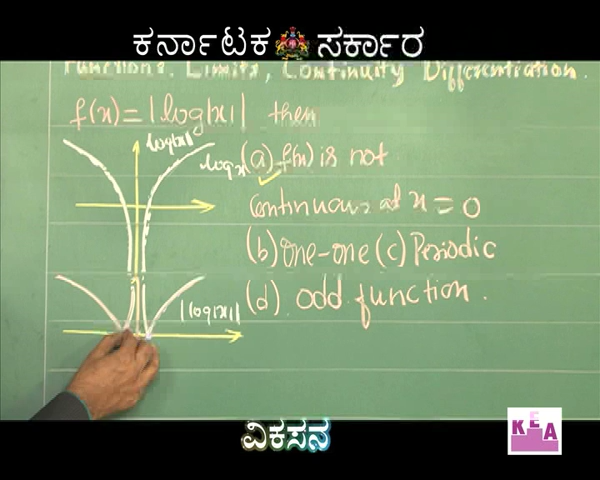 ಕರ್ನಾಟಕ ಸರ್ಕಾರ
Functions. Limits, Continuity Differentiation.
f(x) = |log|x|| then
log|x|
logx (a) f(x) is not
Continuous at x = 0
(b) one-one (c) Periodic
|log|x|| (d) odd function.
ವಿಕಸನ
KEA